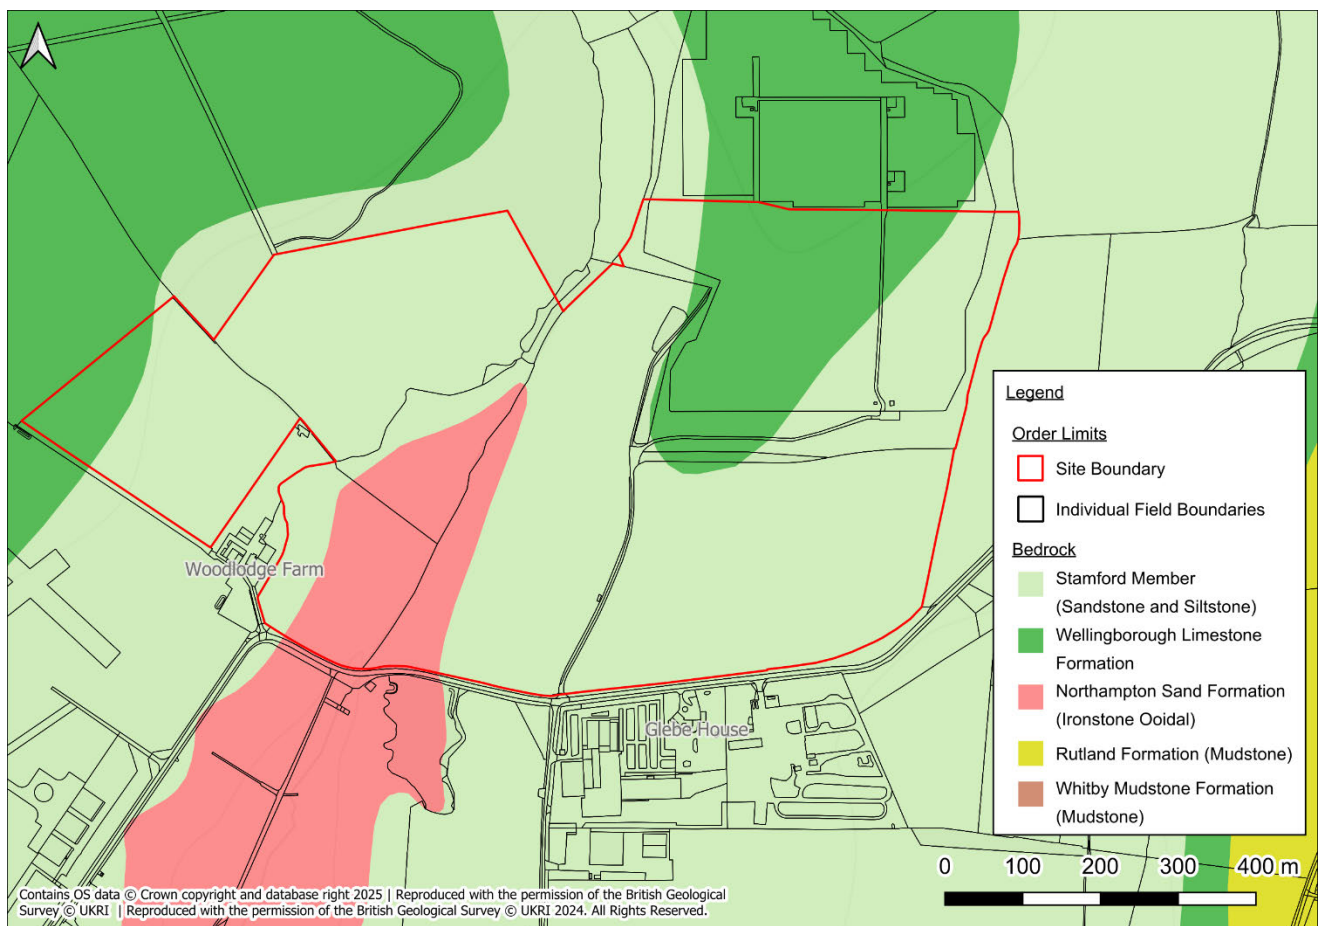 Woodlodge Farm
Glebe House
Legend
Order Limits
Site Boundary
Individual Field Boundaries
Bedrock
Stamford Member
(Sandstone and Siltstone)
Wellingborough Limestone
Formation
Northampton Sand Formation
(Ironstone Ooidal)
Rutland Formation (Mudstone)
Whitby Mudstone Formation
(Mudstone)
0 100 200 300 400 m
Contains OS data © Crown copyright and database right 2025 | Reproduced with the permission of the British Geological
Survey © UKRI | Reproduced with the permission of the British Geological Survey © UKRI 2024. All Rights Reserved.